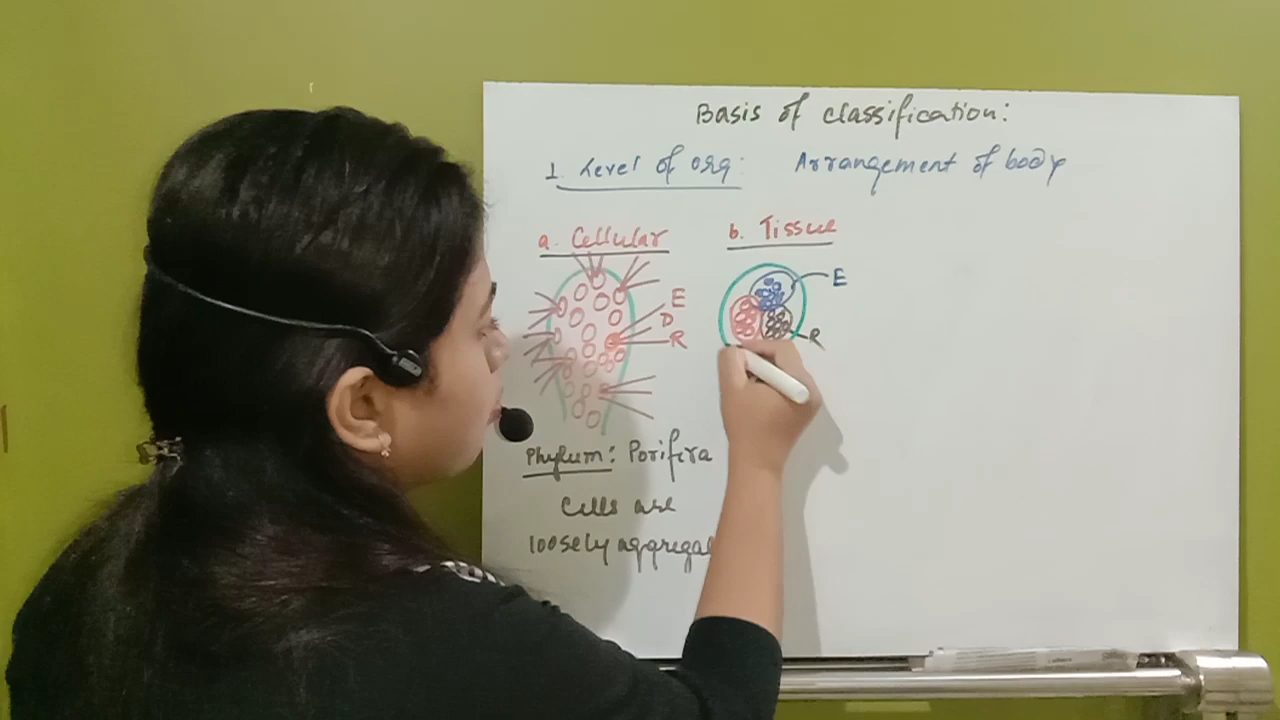 Basis of classification:
1. Level of org: Arrangement of body
a. Cellular
b. Tissue
E
D
R
E
R
Phylum: Porifera
Cells are
loosely aggregat